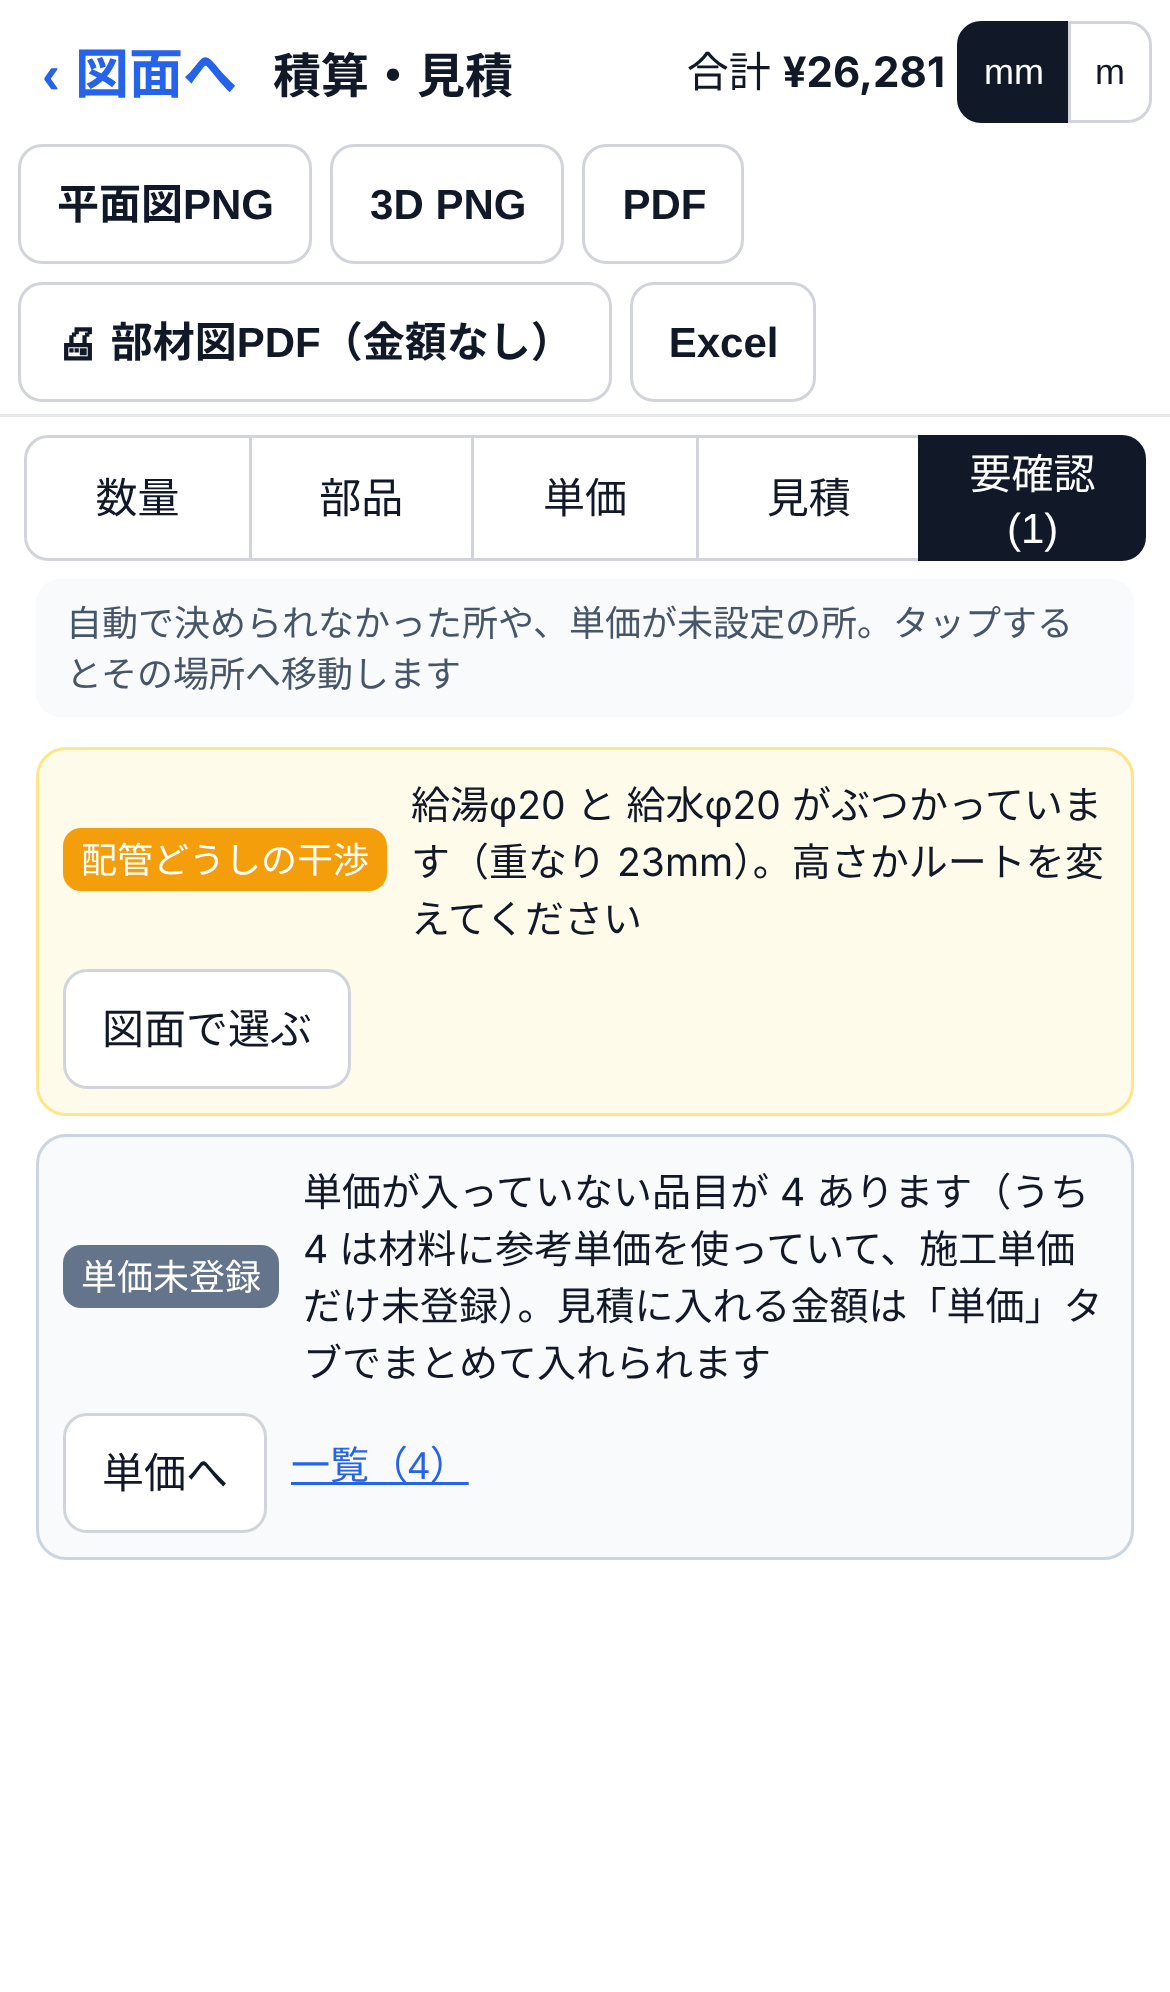 ‹ 図面へ 積算・見積 合計 ¥26,281 mm m
平面図PNG 3D PNG PDF
🖨 部材図PDF（金額なし） Excel
数量 部品 単価 見積 要確認
(1)
自動で決められなかった所や、単価が未設定の所。タップする
とその場所へ移動します
配管どうしの干渉
給湯φ20 と 給水φ20 がぶつかっていま
す（重なり 23mm）。高さかルートを変
えてください
図面で選ぶ
単価未登録
単価が入っていない品目が 4 あります（うち
4 は材料に参考単価を使っていて、施工単価
だけ未登録）。見積に入れる金額は「単価」タ
ブでまとめて入れられます
単価へ 一覧（4）